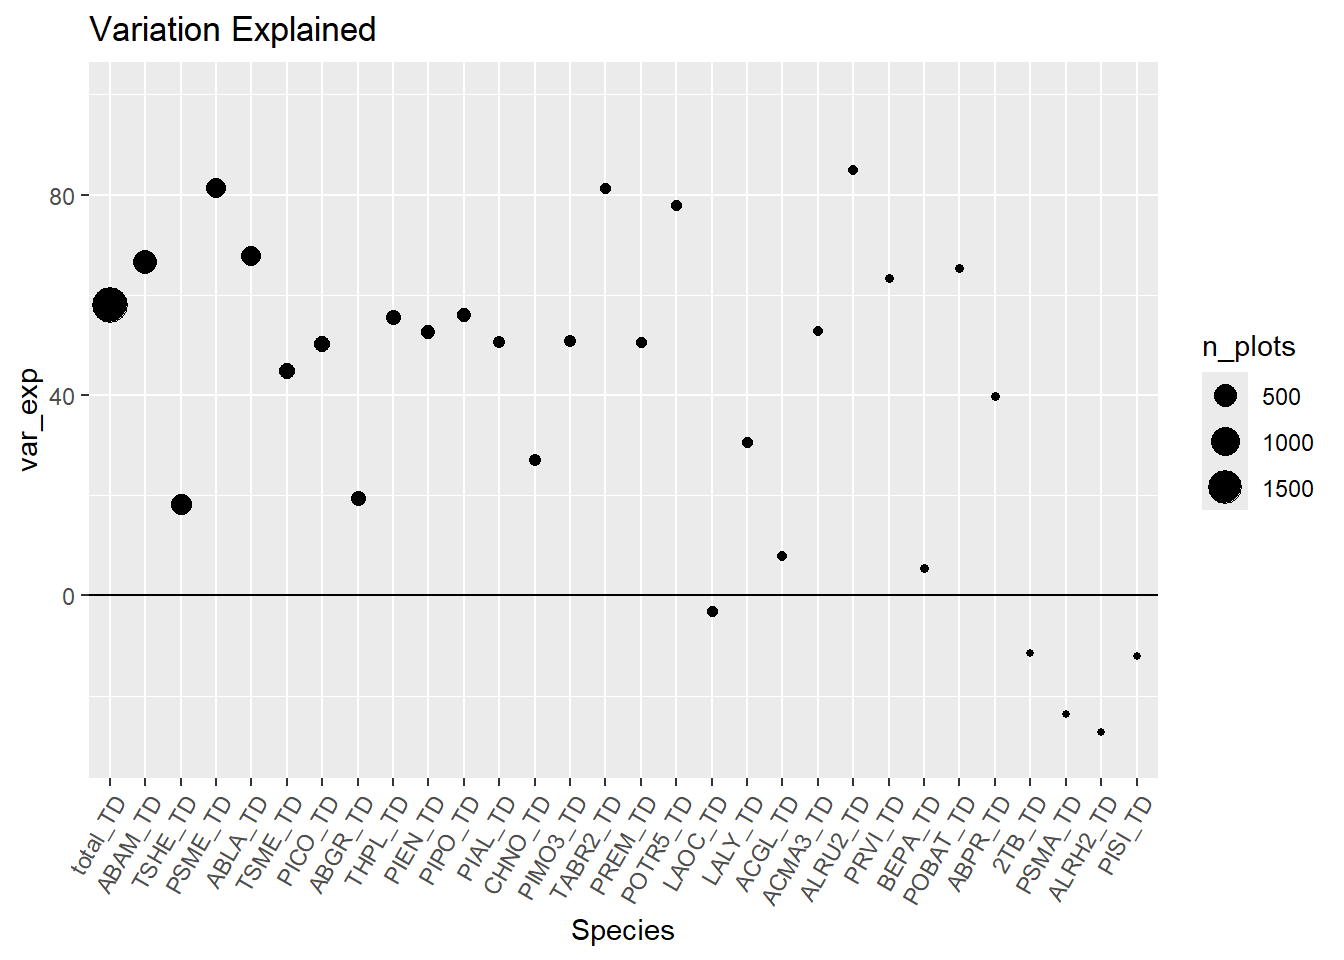 Variation Explained
80
40
0
var_exp
total_TD
ABAM_TD
TSHE_TD
PSME_TD
ABLA_TD
TSME_TD
PICO_TD
ABGR_TD
THPL_TD
PIEN_TD
PIPO_TD
PIAL_TD
CHNO_TD
PIMO3_TD
TABR2_TD
PREM_TD
POTR5_TD
LAOC_TD
LALY_TD
ACGL_TD
ACMA3_TD
ALRU2_TD
PRVI_TD
BEPA_TD
POBAT_TD
ABPR_TD
2TB_TD
PSMA_TD
ALRH2_TD
PISI_TD
Species
n_plots
500
1000
1500